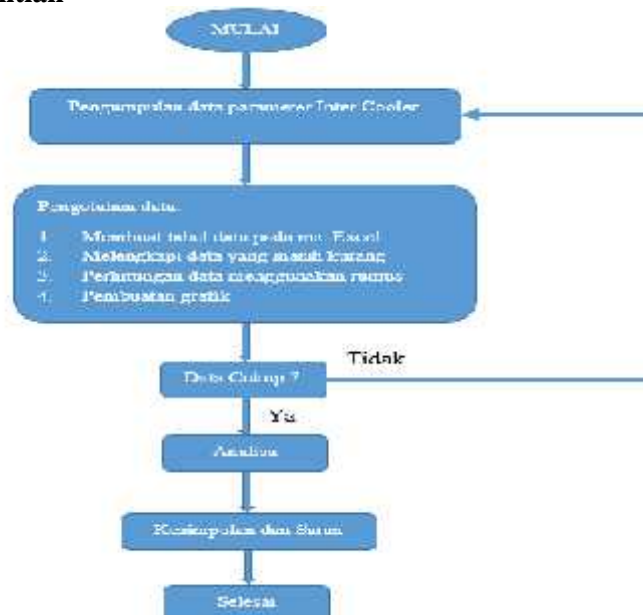 MULAI
Pengumpulan data parameter Inter Cooler
Pengolahan data:
1. Membuat tabel data pada Excel
2. Melengkapi data yang masih kurang
3. Perhitungan data menggunakan rumus
4. Pembuatan grafik
Data Cukup ?
Tidak
Ya
Analisa
Kesimpulan dan Saran
Selesai